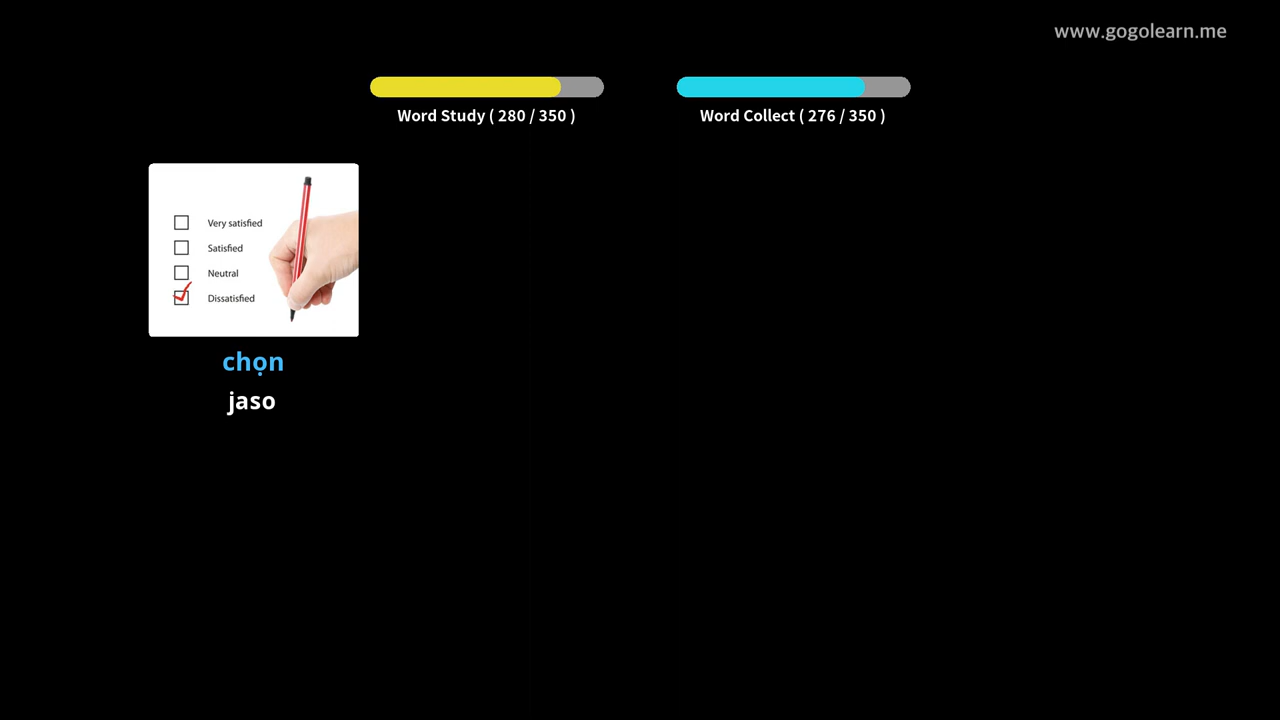 www.gogolearn.me
Word Study ( 280 / 350 )
Word Collect ( 276 / 350 )
Very satisfied
Satisfied
Neutral
Dissatisfied
chọn
jaso